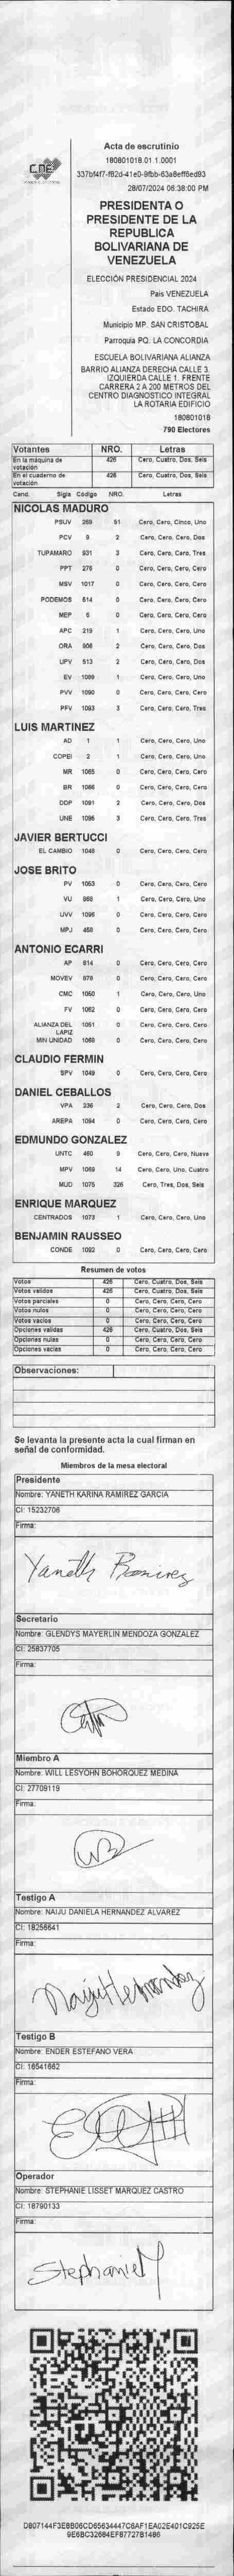 CDE
Acta de escrutinio
180801018.01.1.0001
337bf4f7-f82d-41e0-9fbb-63a8eff6ed93
28/07/2024 06:38:00 PM
PRESIDENTA O
PRESIDENTE DE LA
REPUBLICA
BOLIVARIANA DE
VENEZUELA
ELECCIÓN PRESIDENCIAL 2024
País VENEZUELA
Estado EDO. TACHIRA
Municipio MP. SAN CRISTOBAL
Parroquia PQ. LA CONCORDIA
ESCUELA BOLIVARIANA ALIANZA
BARRIO ALIANZA DERECHA CALLE 3.
IZQUIERDA CALLE 1. FRENTE
CARRERA 2 A 200 METROS DEL
CENTRO DIAGNOSTICO INTEGRAL
LA ROTARIA EDIFICIO
180801018
790 Electores
Votantes NRO. Letras
En la máquina de votación 426 Cero, Cuatro, Dos, Seis
En el cuaderno de votación 426 Cero, Cuatro, Dos, Seis
Cand. Sigla Código NRO. Letras
NICOLAS MADURO
PSUV 269 51 Cero, Cero, Cinco, Uno
PCV 9 2 Cero, Cero, Cero, Dos
TUPAMARO 931 3 Cero, Cero, Cero, Tres
PPT 276 0 Cero, Cero, Cero, Cero
MSV 1017 0 Cero, Cero, Cero, Cero
PODEMOS 514 0 Cero, Cero, Cero, Cero
MEP 6 0 Cero, Cero, Cero, Cero
APC 219 1 Cero, Cero, Cero, Uno
ORA 906 2 Cero, Cero, Cero, Dos
UPV 513 2 Cero, Cero, Cero, Dos
EV 1089 1 Cero, Cero, Cero, Uno
PVV 1090 0 Cero, Cero, Cero, Cero
PFV 1093 3 Cero, Cero, Cero, Tres
LUIS MARTINEZ
AD 1 1 Cero, Cero, Cero, Uno
COPEI 2 1 Cero, Cero, Cero, Uno
MR 1065 0 Cero, Cero, Cero, Cero
BR 1066 0 Cero, Cero, Cero, Cero
DDP 1091 2 Cero, Cero, Cero, Dos
UNE 1095 3 Cero, Cero, Cero, Tres
JAVIER BERTUCCI
EL CAMBIO 1048 0 Cero, Cero, Cero, Cero
JOSE BRITO
PV 1053 0 Cero, Cero, Cero, Cero
VU 868 1 Cero, Cero, Cero, Uno
UVV 1096 0 Cero, Cero, Cero, Cero
MPJ 458 0 Cero, Cero, Cero, Cero
ANTONIO ECARRI
AP 814 0 Cero, Cero, Cero, Cero
MOVEV 878 0 Cero, Cero, Cero, Cero
CMC 1050 1 Cero, Cero, Cero, Uno
FV 1062 0 Cero, Cero, Cero, Cero
ALIANZA DEL LAPIZ 1061 0 Cero, Cero, Cero, Cero
MIN UNIDAD 1068 0 Cero, Cero, Cero, Cero
CLAUDIO FERMIN
SPV 1049 0 Cero, Cero, Cero, Cero
DANIEL CEBALLOS
VPA 236 2 Cero, Cero, Cero, Dos
AREPA 1094 0 Cero, Cero, Cero, Cero
EDMUNDO GONZALEZ
UNTC 460 9 Cero, Cero, Cero, Nueve
MPV 1069 14 Cero, Cero, Uno, Cuatro
MUD 1075 326 Cero, Tres, Dos, Seis
ENRIQUE MARQUEZ
CENTRADOS 1073 1 Cero, Cero, Cero, Uno
BENJAMIN RAUSSEO
CONDE 1092 0 Cero, Cero, Cero, Cero
Resumen de votos
Votos 426 Cero, Cuatro, Dos, Seis
Votos validos 426 Cero, Cuatro, Dos, Seis
Votos parciales 0 Cero, Cero, Cero, Cero
Votos nulos 0 Cero, Cero, Cero, Cero
Votos vacios 0 Cero, Cero, Cero, Cero
Opciones validas 426 Cero, Cuatro, Dos, Seis
Opciones nulas 0 Cero, Cero, Cero, Cero
Opciones vacias 0 Cero, Cero, Cero, Cero
Observaciones:
Se levanta la presente acta la cual firman en
señal de conformidad.
Miembros de la mesa electoral
Presidente
Nombre: YANETH KARINA RAMIREZ GARCIA
CI: 15232706
Firma:
Yaneth Ramirez
Secretario
Nombre: GLENDYS MAYERLIN MENDOZA GONZALEZ
CI: 25837705
Firma:
Miembro A
Nombre: WILL LESYOHN BOHORQUEZ MEDINA
CI: 27709119
Firma:
Testigo A
Nombre: NAIJU DANIELA HERNANDEZ ALVAREZ
CI: 18256641
Firma:
Naiju Hernandez
Testigo B
Nombre: ENDER ESTEFANO VERA
CI: 16541662
Firma:
Operador
Nombre: STEPHANIE LISSET MARQUEZ CASTRO
CI: 18790133
Firma:
Stephanie M
DB07144F3E8B06CD65634447C6AF1EA02E401C925E
9E6BC32684EF87727B1486